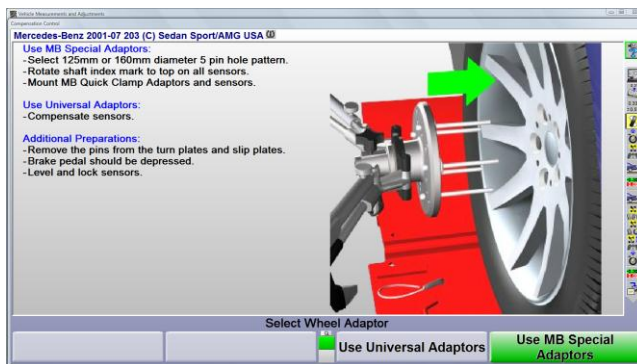 Vehicle Measurements and Adjustments
Compensation Control
Mercedes-Benz 2001-07 203 (C) Sedan Sport/AMG USA
Use MB Special Adaptors:
-Select 125mm or 160mm diameter 5 pin hole pattern.
-Rotate shaft index mark to top on all sensors.
-Mount MB Quick Clamp Adaptors and sensors.
Use Universal Adaptors:
-Compensate sensors.
Additional Preparations:
-Remove the pins from the turn plates and slip plates.
-Brake pedal should be depressed.
-Level and lock sensors.
Select Wheel Adaptor
Use Universal Adaptors
Use MB Special
Adaptors